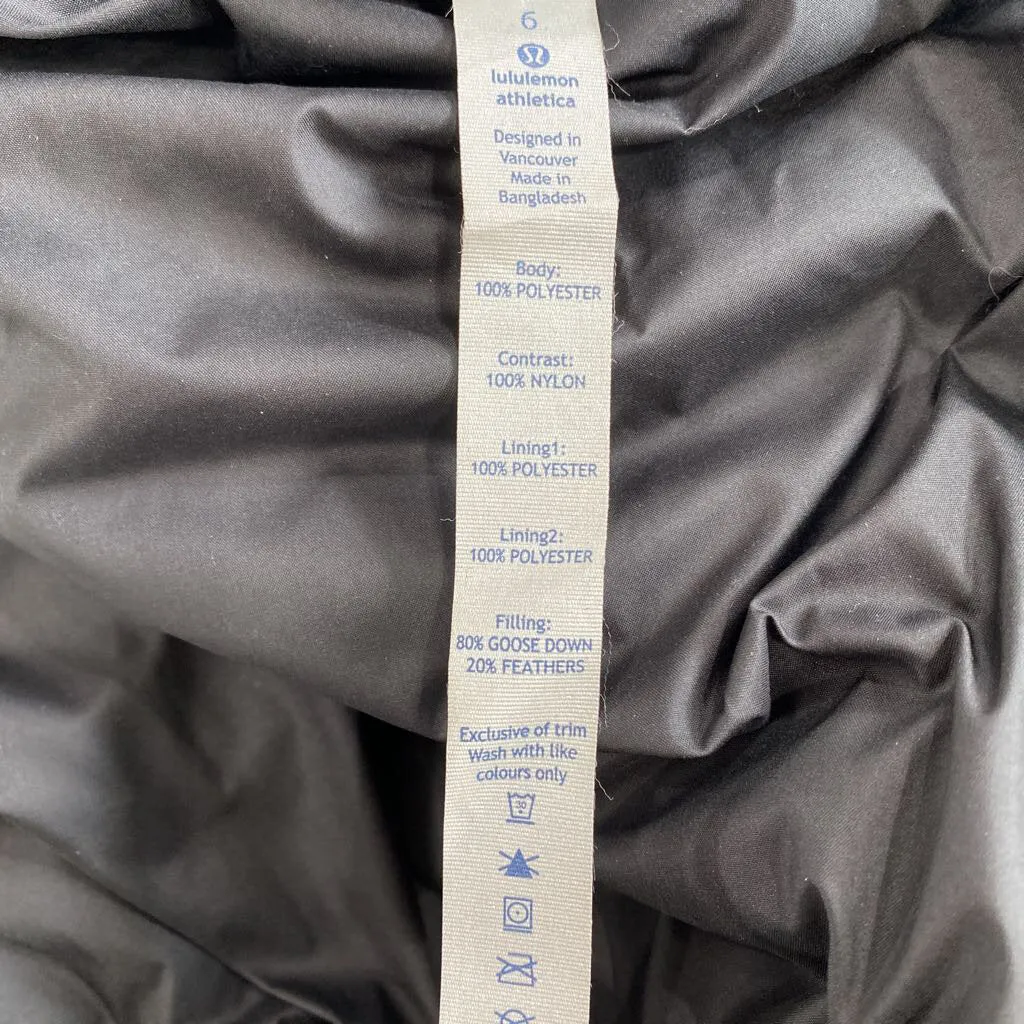 6
lululemon
athletica
Designed in
Vancouver
Made in
Bangladesh
Body:
100% POLYESTER
Contrast:
100% NYLON
Lining1:
100% POLYESTER
Lining2:
100% POLYESTER
Filling:
80% GOOSE DOWN
20% FEATHERS
Exclusive of trim
Wash with like
colours only
30